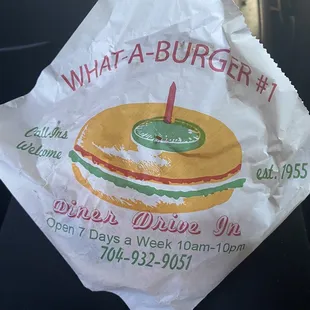 WHAT-A-BURGER #1
Call-Ins
Welcome
est. 1955
Diner Drive In
Open 7 Days a Week 10am-10pm
704-932-9051